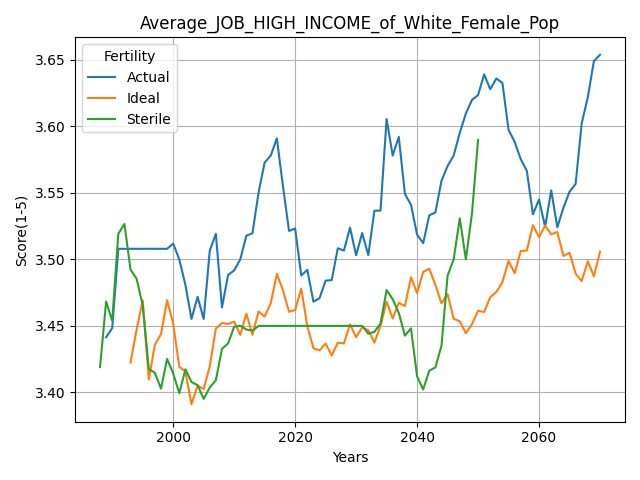 Average_JOB_HIGH_INCOME_of_White_Female_Pop
Fertility
Actual
Ideal
Sterile
Score(1-5)
3.65
3.60
3.55
3.50
3.45
3.40
2000
2020
2040
2060
Years